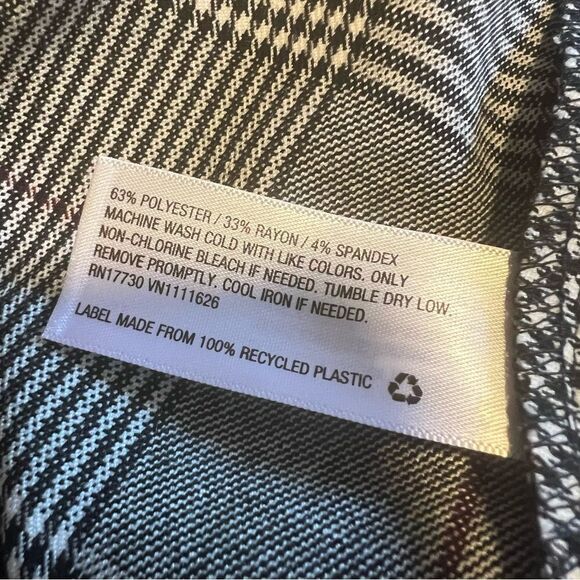 63% POLYESTER / 33% RAYON / 4% SPANDEX
MACHINE WASH COLD WITH LIKE COLORS. ONLY
NON-CHLORINE BLEACH IF NEEDED. TUMBLE DRY LOW.
REMOVE PROMPTLY. COOL IRON IF NEEDED.
RN17730 VN1111626
LABEL MADE FROM 100% RECYCLED PLASTIC